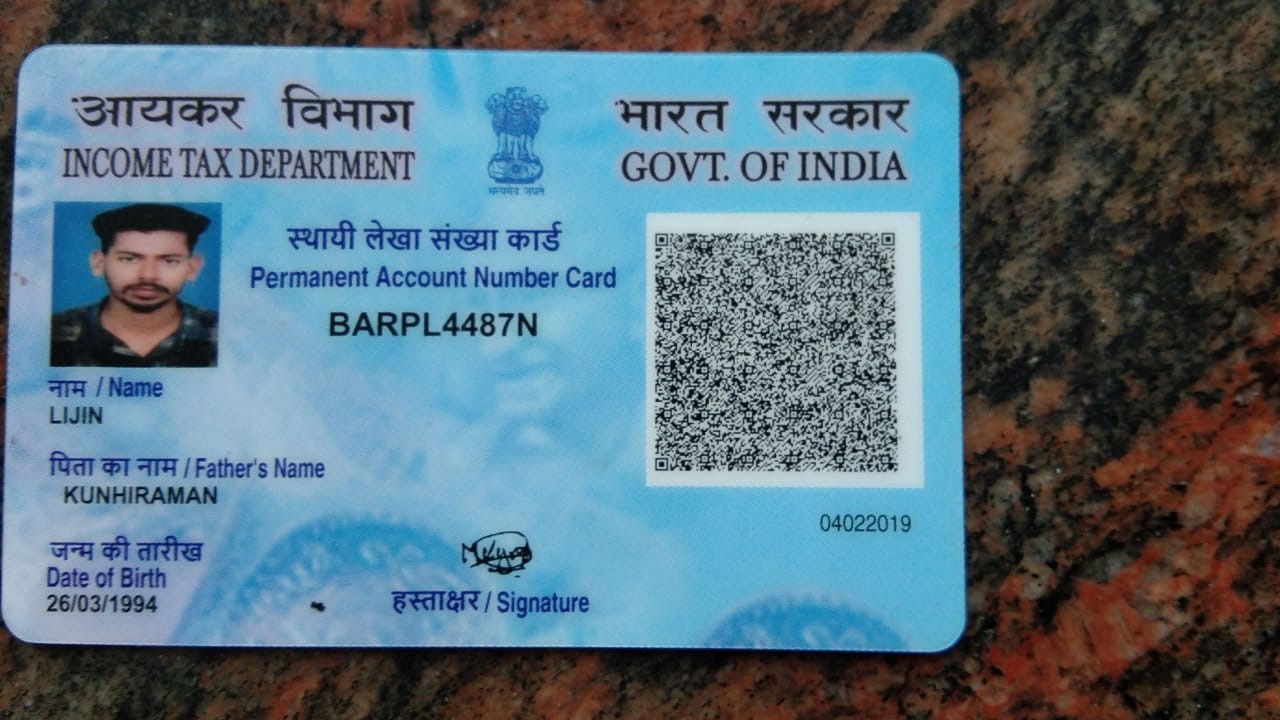 आयकर विभाग
INCOME TAX DEPARTMENT
सत्यमेव जयते
भारत सरकार
GOVT. OF INDIA
स्थायी लेखा संख्या कार्ड
Permanent Account Number Card
BARPL4487N
नाम / Name
LIJIN
पिता का नाम / Father's Name
KUNHIRAMAN
04022019
जन्म की तारीख
Date of Birth
26/03/1994
हस्ताक्षर / Signature